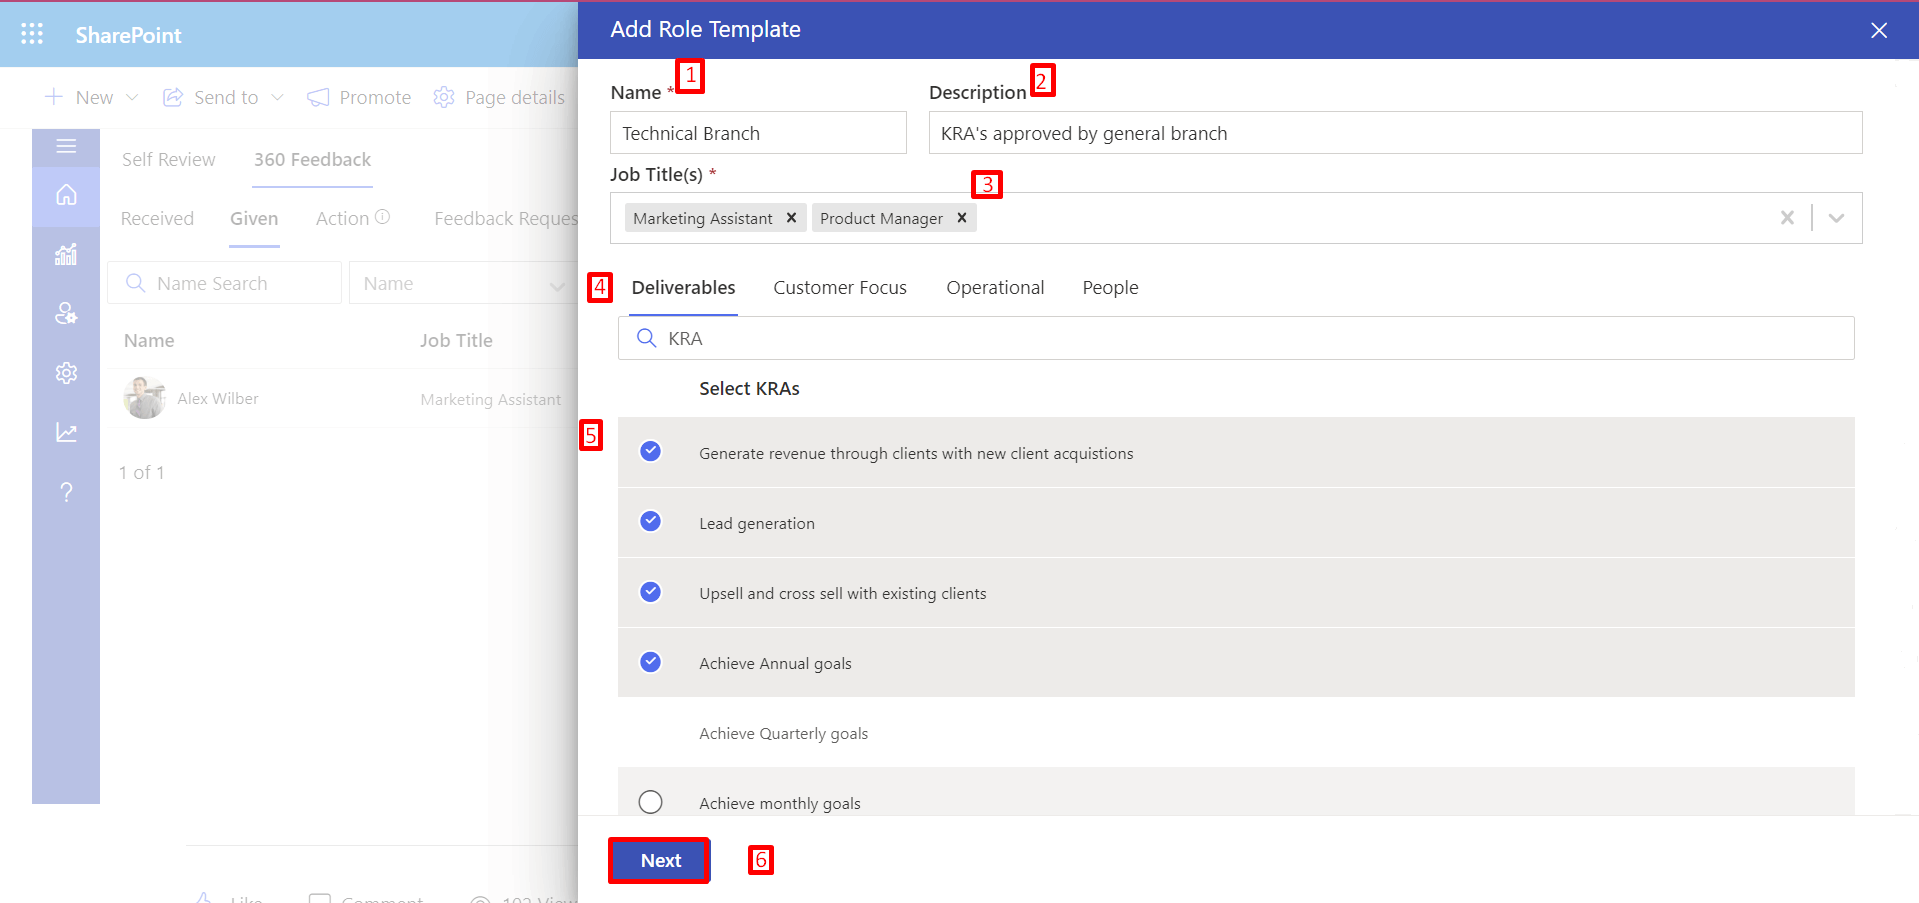 SharePoint
Add Role Template
New
Send to
Promote
Page details
1
2
Name *
Description
Technical Branch
KRA's approved by general branch
Self Review
360 Feedback
Job Title(s) *
3
Received
Given
Action
Feedback Reques
Marketing Assistant
Product Manager
Name Search
Name
4
Deliverables
Customer Focus
Operational
People
KRA
Name
Job Title
Select KRAs
Alex Wilber
Marketing Assistant
5
Generate revenue through clients with new client acquistions
1 of 1
Lead generation
Upsell and cross sell with existing clients
Achieve Annual goals
Achieve Quarterly goals
Achieve monthly goals
Next
6
Like
Comment